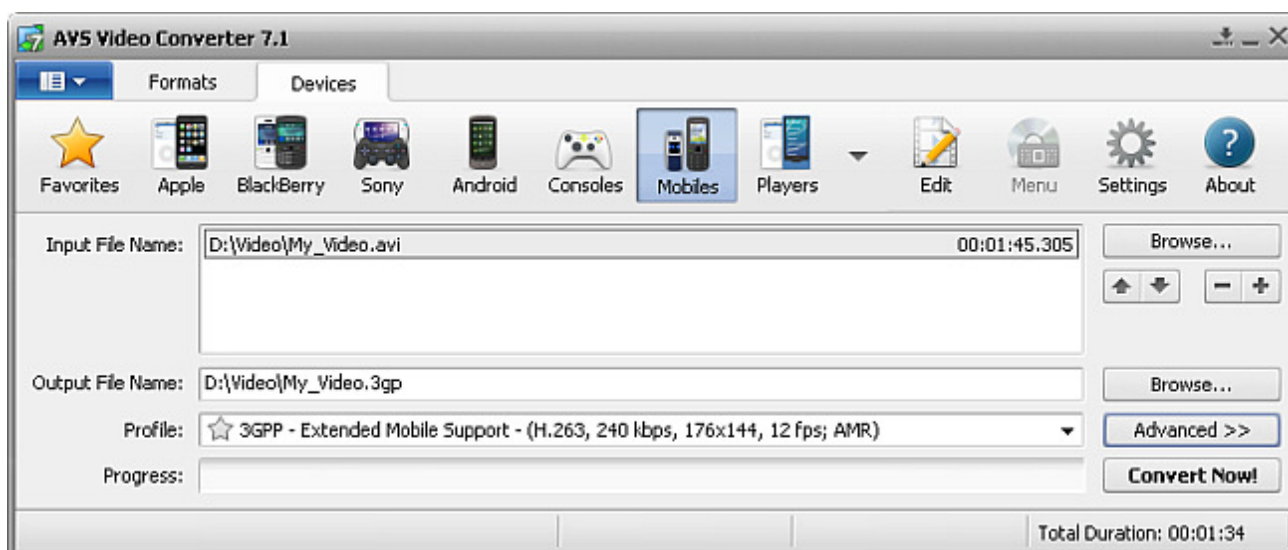 AVS Video Converter 7.1
Formats Devices
Favorites Apple BlackBerry Sony Android Consoles Mobiles Players Edit Menu Settings About
Input File Name: D:\Video\My_Video.avi 00:01:45.305 Browse...
Output File Name: D:\Video\My_Video.3gp Browse...
Profile: 3GPP - Extended Mobile Support - (H.263, 240 kbps, 176x144, 12 fps; AMR) Advanced >>
Progress: Convert Now!
Total Duration: 00:01:34